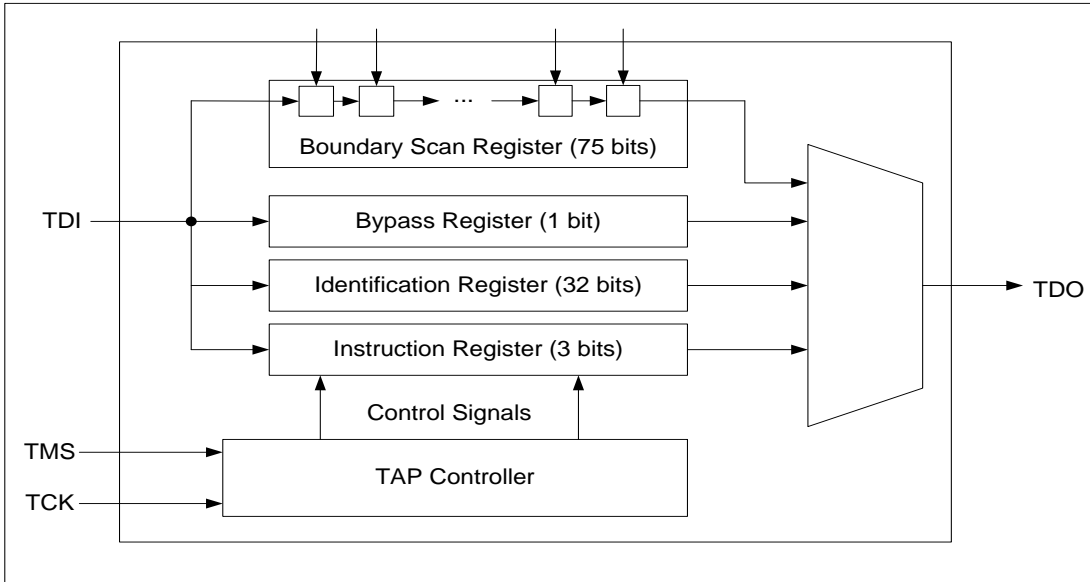 ...
Boundary Scan Register (75 bits)
TDI
Bypass Register (1 bit)
Identification Register (32 bits)
TDO
Instruction Register (3 bits)
Control Signals
TMS
TAP Controller
TCK